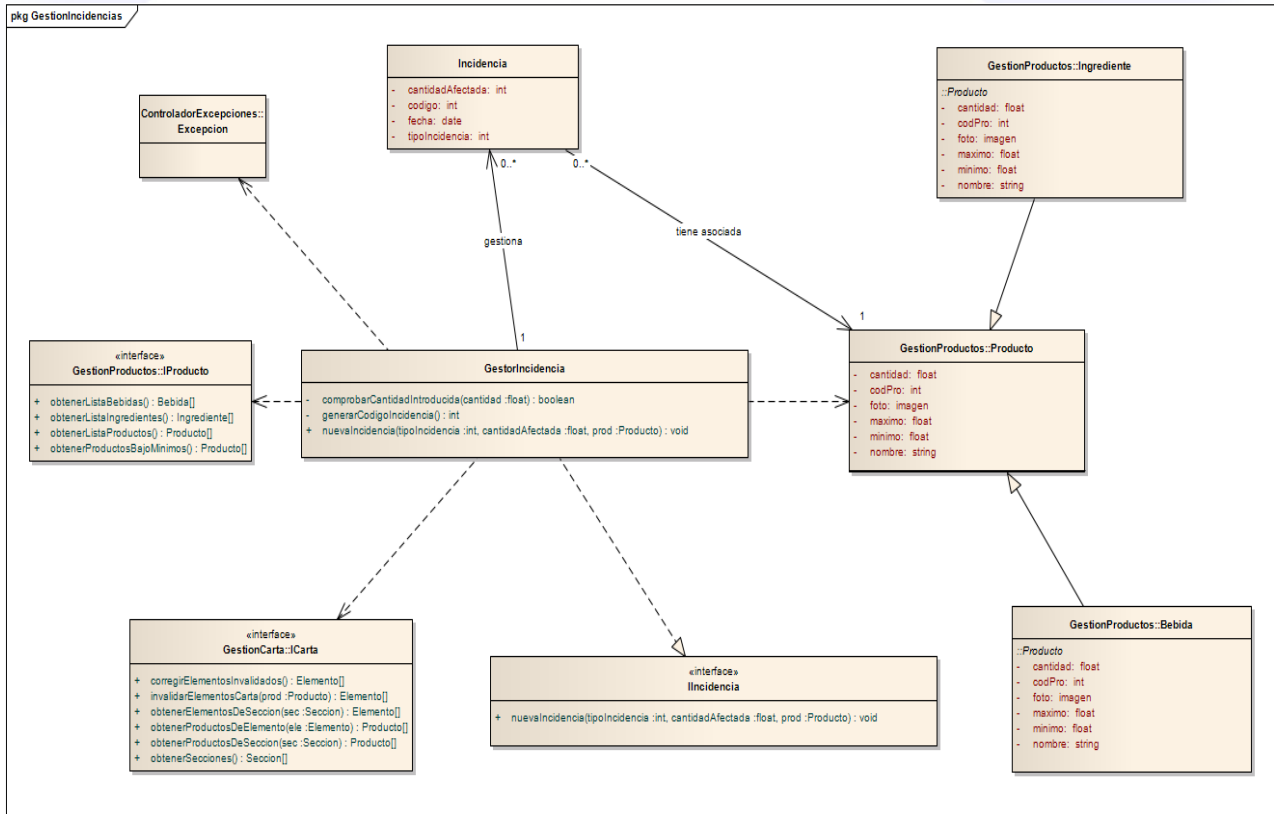 pkg GestionIncidencias
Incidencia
- cantidadAfectada: int
- codigo: int
- fecha: date
- tipoIncidencia: int
GestionProductos::Ingrediente
::Producto
- cantidad: float
- codPro: int
- foto: imagen
- maximo: float
- minimo: float
- nombre: string
ControladorExcepciones::
Excepcion
0..*
0..*
tiene asociada
gestiona
1
1
«interface»
GestionProductos::IProducto
+ obtenerListaBebidas() : Bebida[]
+ obtenerListaIngredientes() : Ingrediente[]
+ obtenerListaProductos() : Producto[]
+ obtenerProductosBajoMinimos() : Producto[]
GestorIncidencia
- comprobarCantidadIntroducida(cantidad :float) : boolean
- generarCodigoIncidencia() : int
+ nuevaIncidencia(tipoIncidencia :int, cantidadAfectada :float, prod :Producto) : void
GestionProductos::Producto
- cantidad: float
- codPro: int
- foto: imagen
- maximo: float
- minimo: float
- nombre: string
«interface»
GestionCarta::ICarta
+ corregirElementosInvalidados() : Elemento[]
+ invalidarElementosCarta(prod :Producto) : Elemento[]
+ obtenerElementosDeSeccion(sec :Seccion) : Elemento[]
+ obtenerProductosDeElemento(ele :Elemento) : Producto[]
+ obtenerProductosDeSeccion(sec :Seccion) : Producto[]
+ obtenerSecciones() : Seccion[]
«interface»
IIncidencia
+ nuevaIncidencia(tipoIncidencia :int, cantidadAfectada :float, prod :Producto) : void
GestionProductos::Bebida
::Producto
- cantidad: float
- codPro: int
- foto: imagen
- maximo: float
- minimo: float
- nombre: string